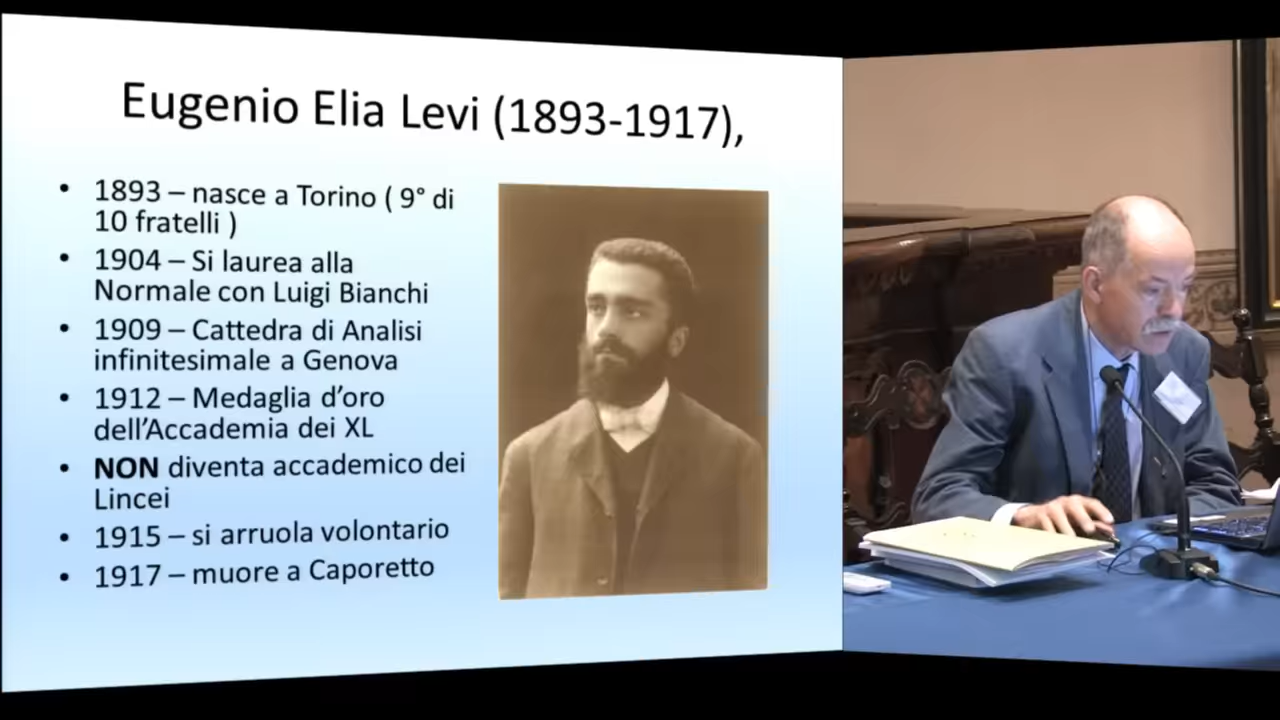 Eugenio Elia Levi (1893-1917),
• 1893 – nasce a Torino ( 9° di
10 fratelli )
• 1904 – Si laurea alla
Normale con Luigi Bianchi
• 1909 – Cattedra di Analisi
infinitesimale a Genova
• 1912 – Medaglia d’oro
dell’Accademia dei XL
• NON diventa accademico dei
Lincei
• 1915 – si arruola volontario
• 1917 – muore a Caporetto